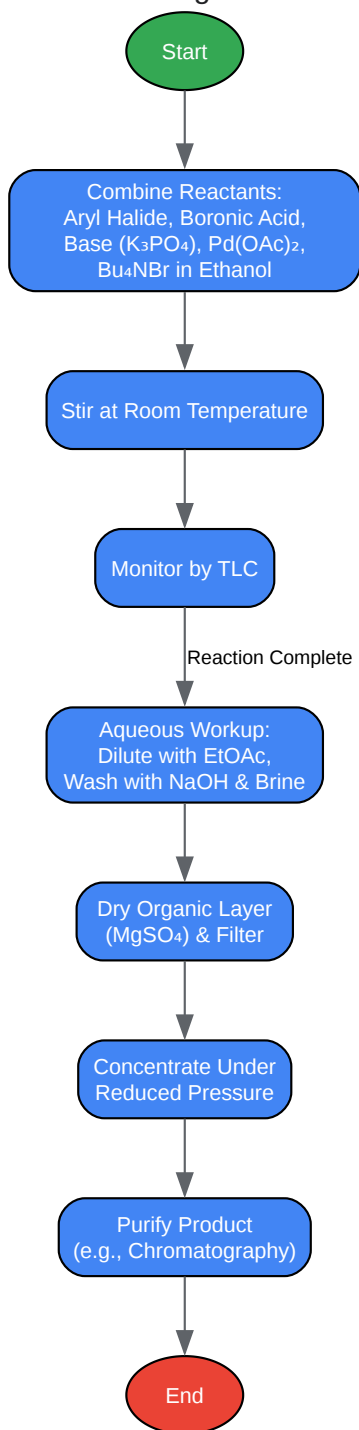 Start
Combine Reactants:
Aryl Halide, Boronic Acid,
Base (K₃PO₄), Pd(OAc)₂,
Bu₄NBr in Ethanol
Stir at Room Temperature
Monitor by TLC
Reaction Complete
Aqueous Workup:
Dilute with EtOAc,
Wash with NaOH & Brine
Dry Organic Layer
(MgSO₄) & Filter
Concentrate Under
Reduced Pressure
Purify Product
(e.g., Chromatography)
End